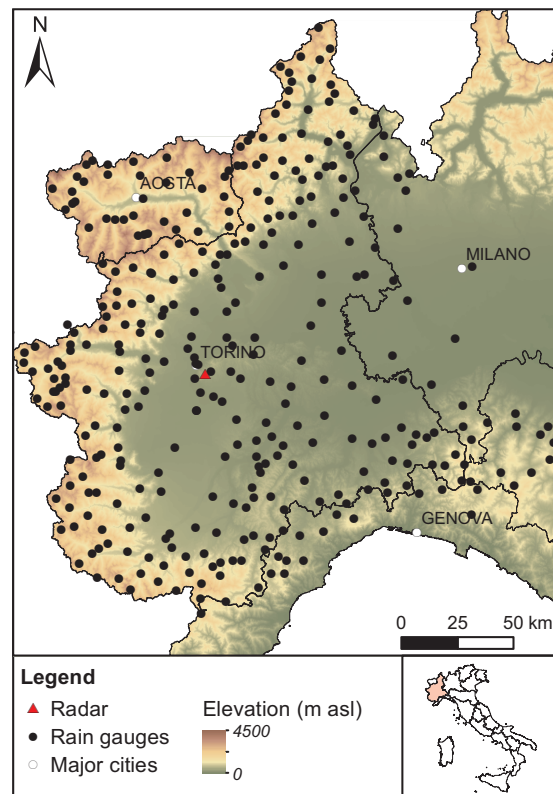 N
AOSTA
MILANO
TORINO
GENOVA
0 25 50 km
Legend
Radar
Rain gauges
Major cities
Elevation (m asl)
4500
0